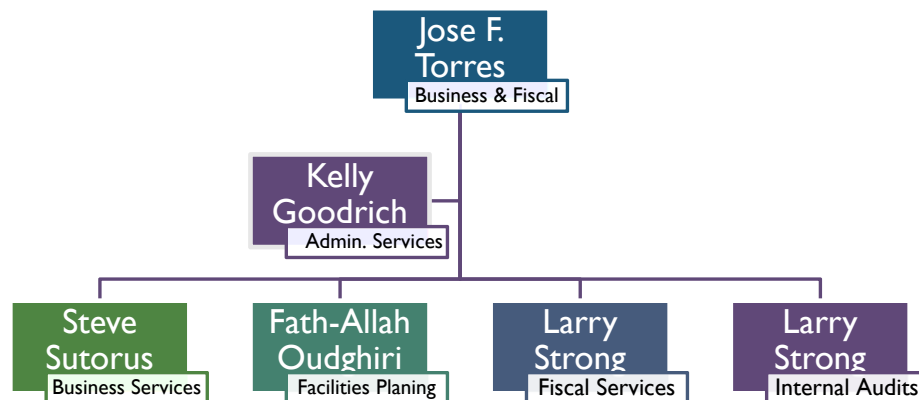 Jose F.
Torres
Business & Fiscal
Kelly
Goodrich
Admin. Services
Steve
Sutorus
Business Services
Fath-Allah
Oudghiri
Facilities Planing
Larry
Strong
Fiscal Services
Larry
Strong
Internal Audits